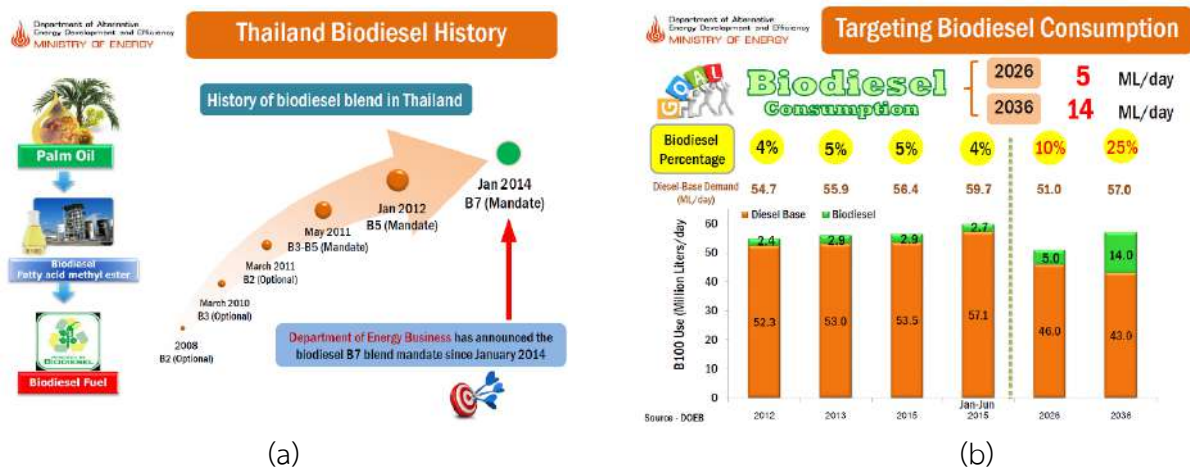 Department of Alternative
Energy Development and Efficiency
MINISTRY OF ENERGY
Thailand Biodiesel History
History of biodiesel blend in Thailand
Palm Oil
Biodiesel
Fatty acid methyl ester
BIODIESEL
Biodiesel Fuel
2008
B2 (Optional)
March 2010
B3 (Optional)
March 2011
B2 (Optional)
May 2011
B3-B5 (Mandate)
Jan 2012
B5 (Mandate)
Jan 2014
B7 (Mandate)
Department of Energy Business has announced the
biodiesel B7 blend mandate since January 2014
(a)
Department of Alternative
Energy Development and Efficiency
MINISTRY OF ENERGY
Targeting Biodiesel Consumption
GOAL
Biodiesel
Consumption
2026 5 ML/day
2036 14 ML/day
Biodiesel
Percentage
4% 5% 5% 4% 10% 25%
Diesel-Base Demand
(ML/day)
54.7 55.9 56.4 59.7 51.0 57.0
B100 Use (Million Liters/day)
Diesel Base Biodiesel
60
50
40
30
20
10
0
2.4 2.9 2.9 2.7 5.0 14.0
52.3 53.0 53.5 57.1 46.0 43.0
2012 2013 2015 Jan-Jun
2015 2026 2036
Source - DOEB
(b)